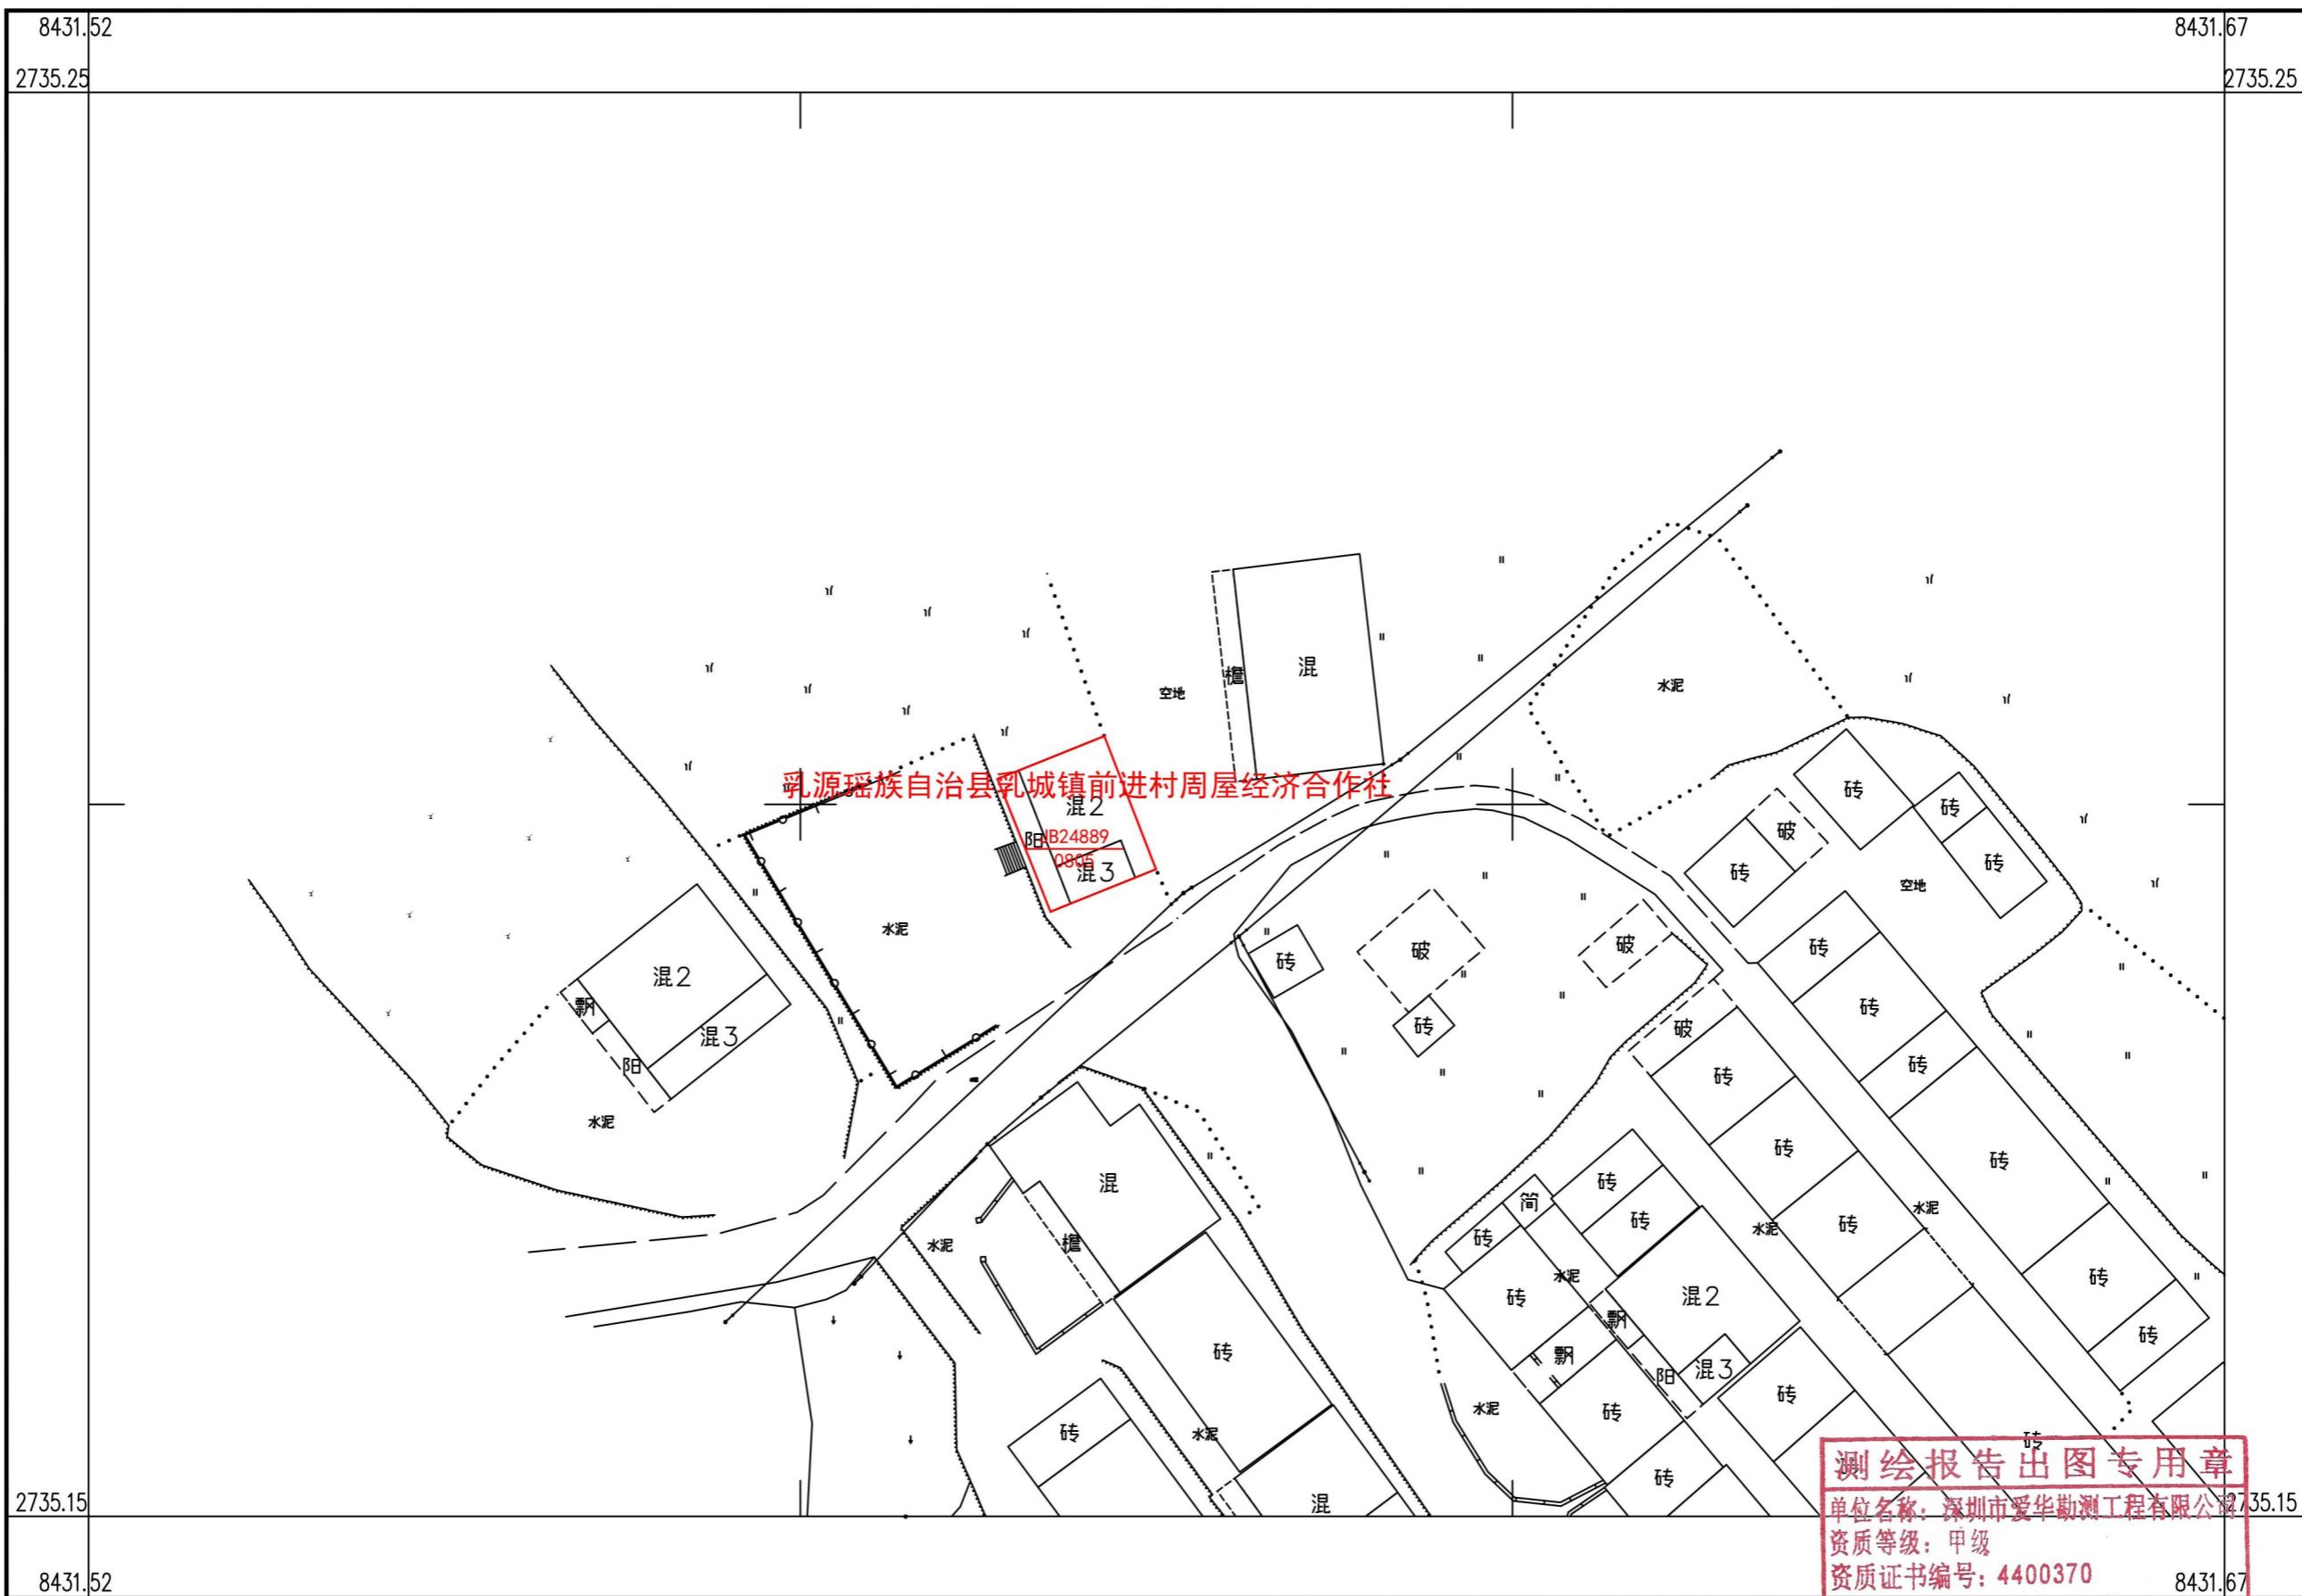 8431.52
8431.67
2735.25
2735.25
檐
混
空地
水泥
乳源瑶族自治县乳城镇前进村周屋经济合作社
混2
砖
砖
破
阳
JB24889
0805
混3
砖
砖
空地
水泥
砖
破
破
砖
混2
砖
飘
混3
砖
砖
破
阳
砖
砖
水泥
砖
砖
混
砖
简
砖
水泥
砖
砖
水泥
砖
水泥
檐
砖
水泥
砖
混2
砖
飘
砖
砖
飘
阳
混3
砖
水泥
砖
砖
水泥
砖
砖
混
测绘报告出图专用章
单位名称：深圳市爱华勘测工程有限公司
资质等级：甲级
资质证书编号：4400370
2735.15
2735.15
8431.52
8431.67